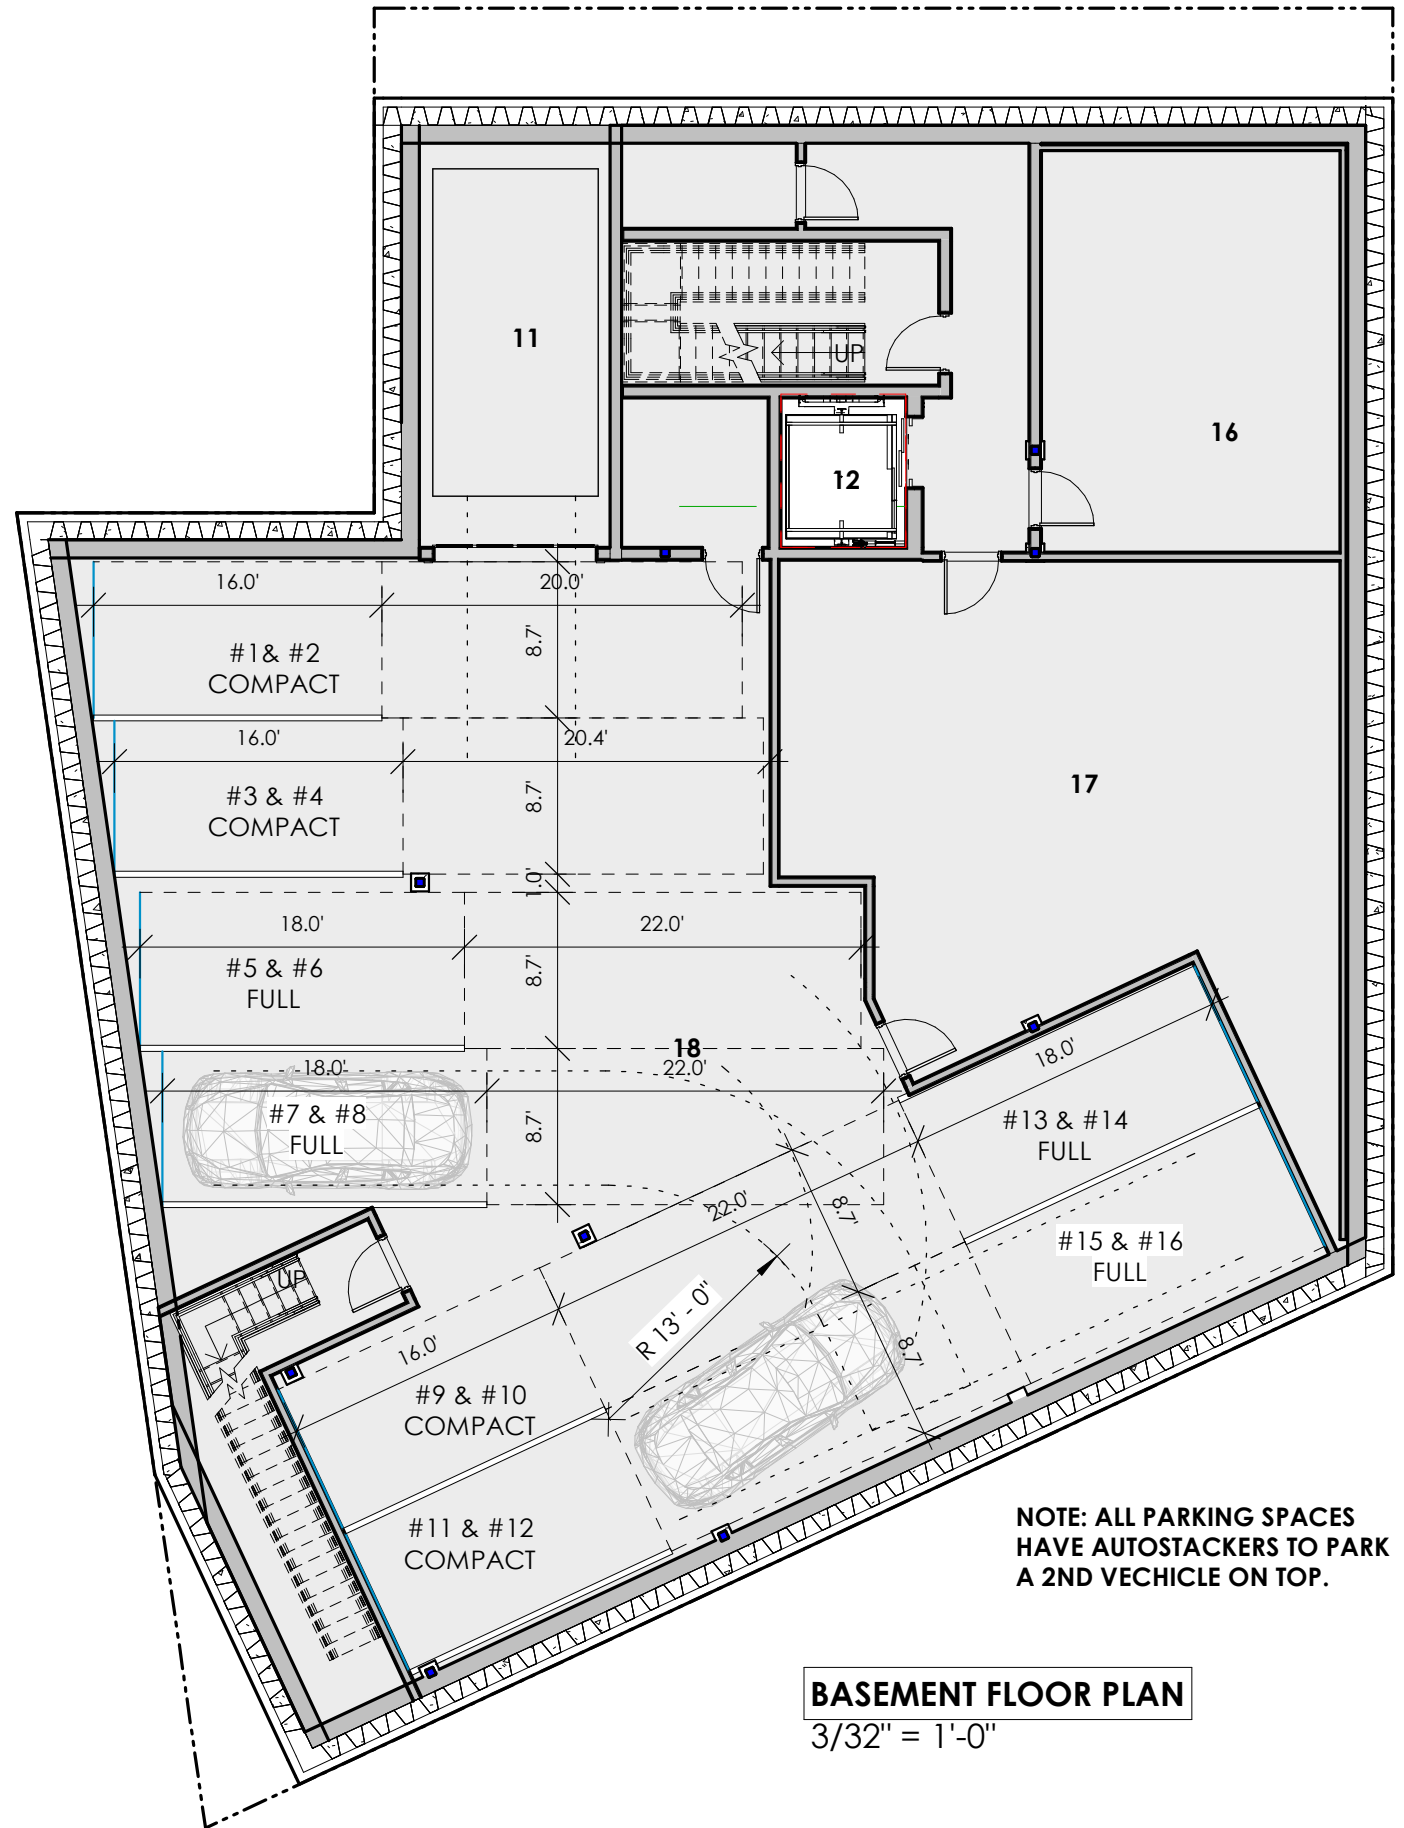 11
UP
12
16
16.0'
20.0'
8.7'
#1& #2
COMPACT
16.0'
20.4'
8.7'
#3 & #4
COMPACT
17
1.0'
18.0'
22.0'
8.7'
#5 & #6
FULL
18
18.0'
22.0'
8.7'
#7 & #8
FULL
18.0'
#13 & #14
FULL
22.0'
8.7'
#15 & #16
FULL
UP
R 13' - 0"
16.0'
8.7'
#9 & #10
COMPACT
#11 & #12
COMPACT
NOTE: ALL PARKING SPACES
HAVE AUTOSTACKERS TO PARK
A 2ND VECHICLE ON TOP.
BASEMENT FLOOR PLAN
3/32" = 1'-0"